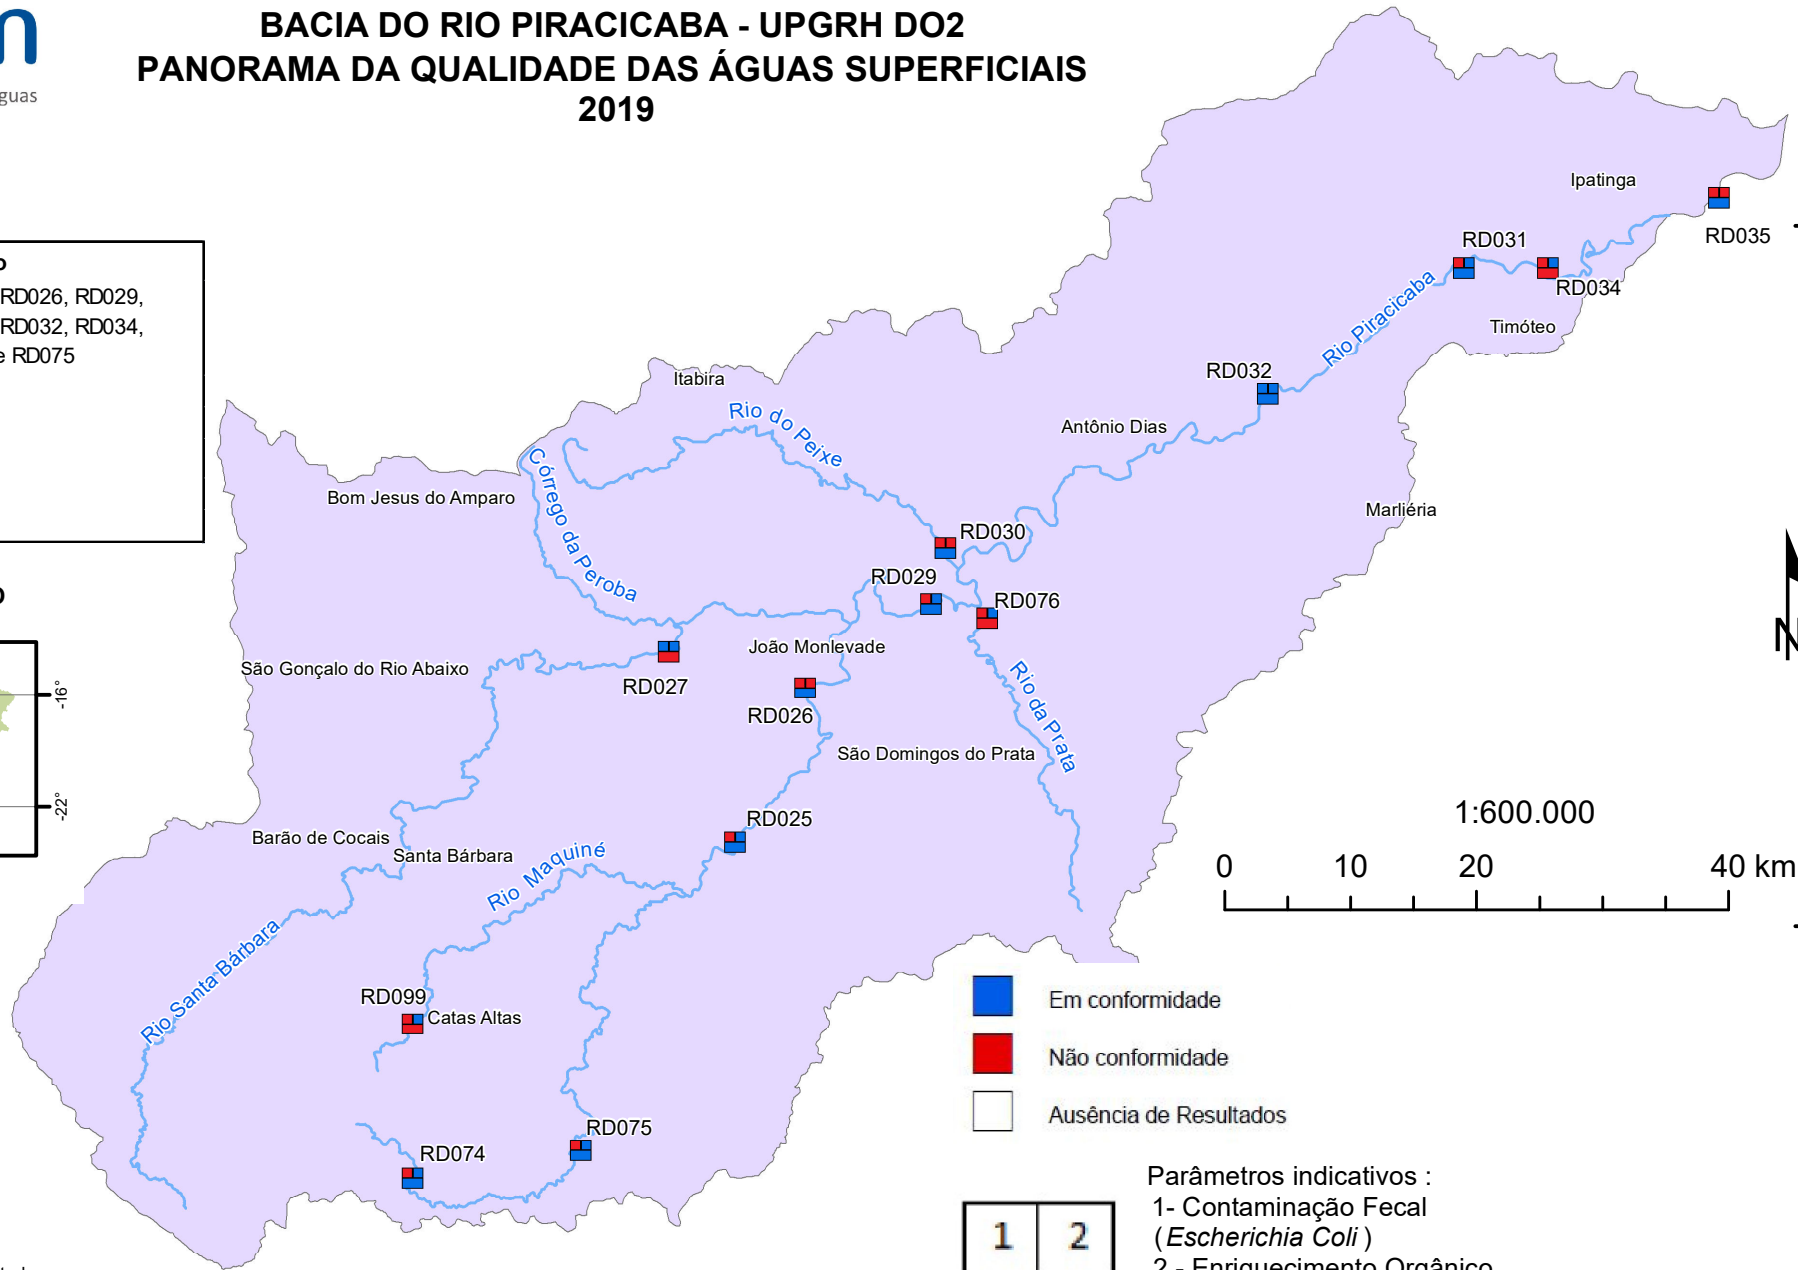 BACIA DO RIO PIRACICABA - UPGRH DO2
PANORAMA DA QUALIDADE DAS ÁGUAS SUPERFICIAIS
2019
guas
RD026, RD029,
RD032, RD034,
e RD075
-16°
-22°
Ipatinga
RD035
RD031
RD034
Timóteo
Rio Piracicaba
RD032
Itabira
Rio do Peixe
Antônio Dias
Córrego da Peroba
Bom Jesus do Amparo
Marliéria
RD030
RD029
RD076
João Monlevade
São Gonçalo do Rio Abaixo
RD027
RD026
Rio da Prata
São Domingos do Prata
N
RD025
1:600.000
Barão de Cocais
Santa Bárbara
Rio Maquiné
0 10 20 40 km
Rio Santa Bárbara
RD099
Catas Altas
RD075
RD074
Em conformidade
Não conformidade
Ausência de Resultados
Parâmetros indicativos :
1- Contaminação Fecal
(Escherichia Coli )
2 - Enriquecimento Orgânico
1 2